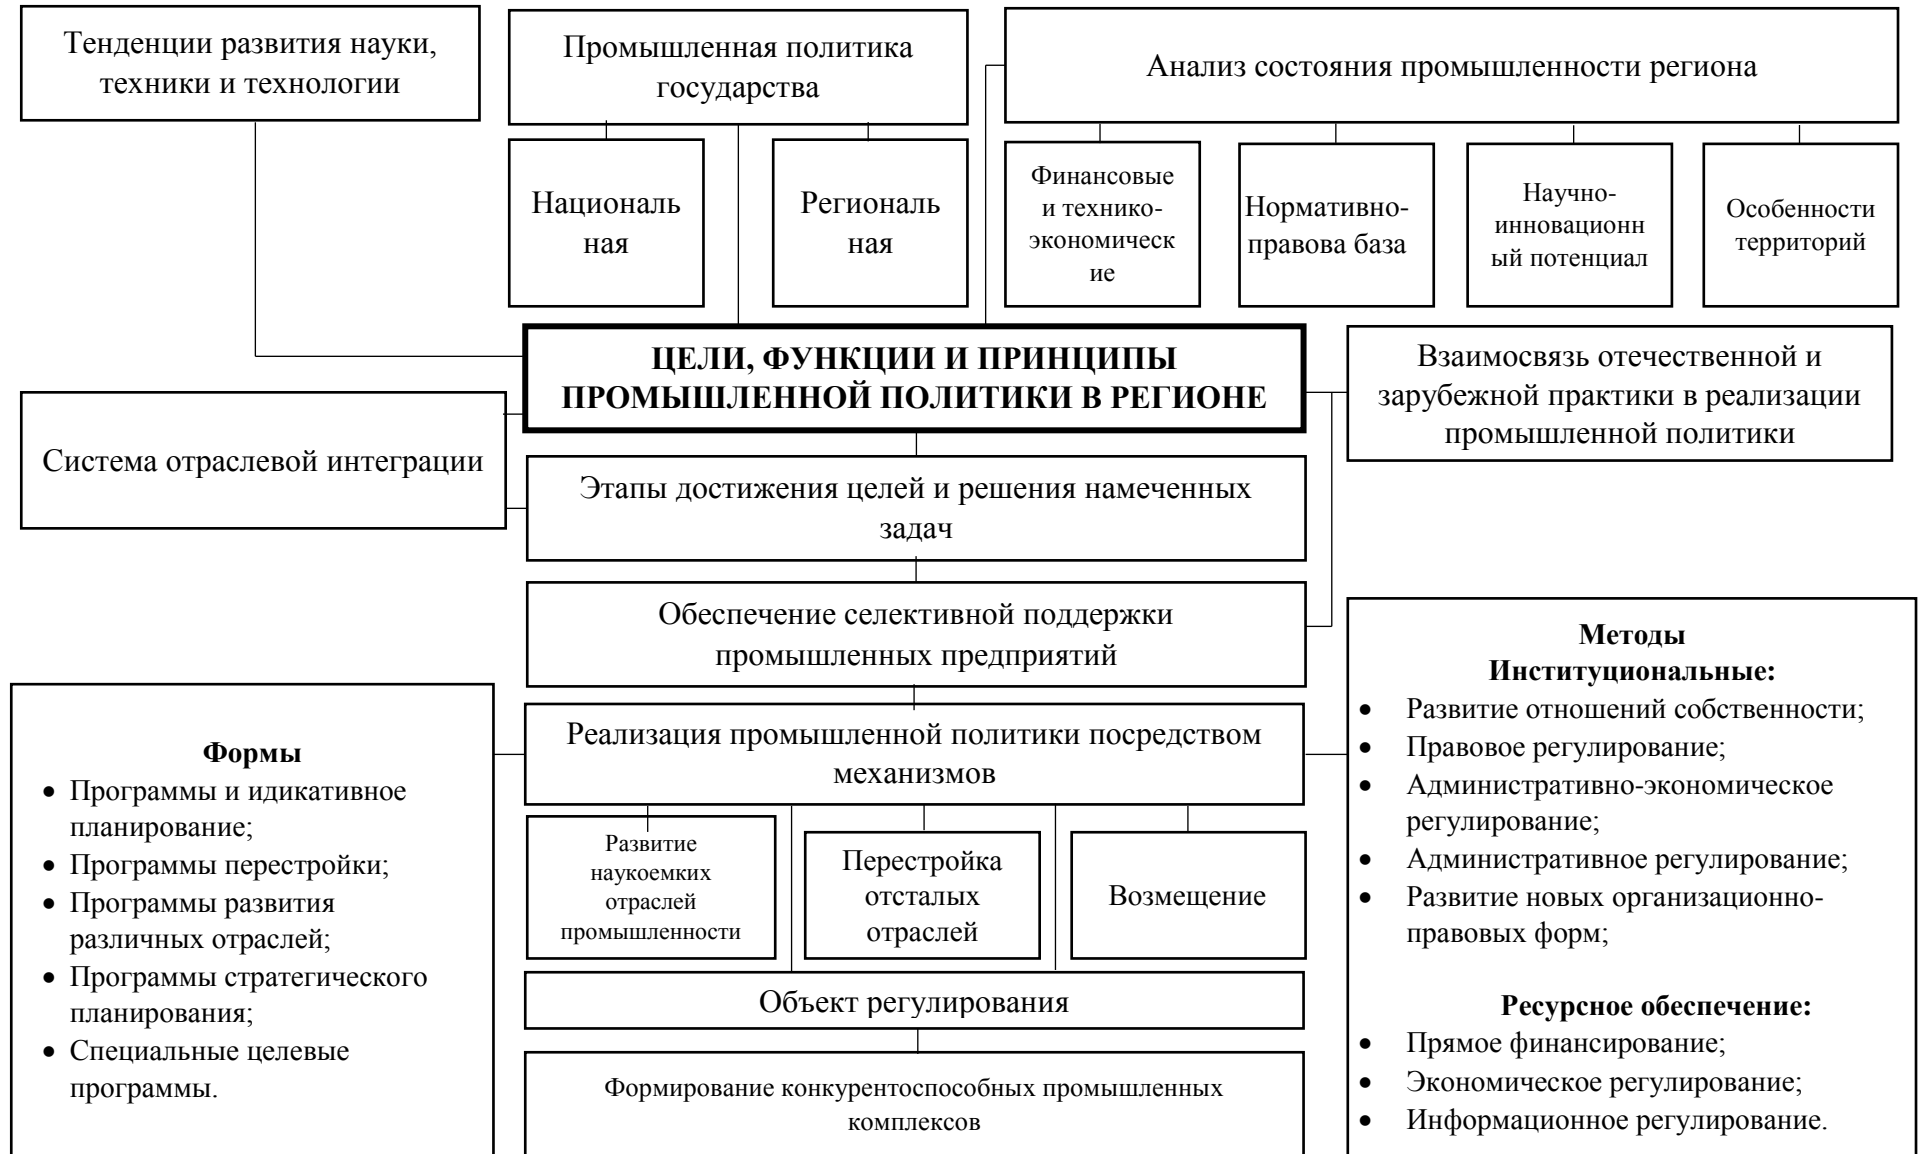 Тенденции развития науки,
техники и технологии
Промышленная политика
государства
Анализ состояния промышленности региона
Националь
ная
Региональ
ная
Финансовые
и технико-
экономическ
ие
Нормативно-
правова база
Научно-
инновационн
ый потенциал
Особенности
территорий
ЦЕЛИ, ФУНКЦИИ И ПРИНЦИПЫ
ПРОМЫШЛЕННОЙ ПОЛИТИКИ В РЕГИОНЕ
Взаимосвязь отечественной и
зарубежной практики в реализации
промышленной политики
Система отраслевой интеграции
Этапы достижения целей и решения намеченных
задач
Обеспечение селективной поддержки
промышленных предприятий
Реализация промышленной политики посредством
механизмов
Развитие
наукоемких
отраслей
промышленности
Перестройка
отсталых
отраслей
Возмещение
Объект регулирования
Формирование конкурентоспособных промышленных
комплексов
Формы
• Программы и идикативное
планирование;
• Программы перестройки;
• Программы развития
различных отраслей;
• Программы стратегического
планирования;
• Специальные целевые
программы.
Методы
Институциональные:
• Развитие отношений собственности;
• Правовое регулирование;
• Административно-экономическое
регулирование;
• Административное регулирование;
• Развитие новых организационно-
правовых форм;
Ресурсное обеспечение:
• Прямое финансирование;
• Экономическое регулирование;
• Информационное регулирование.